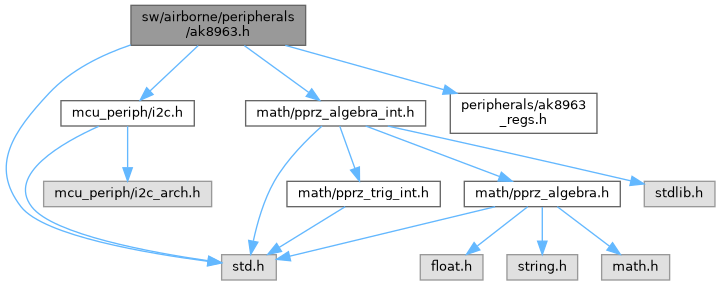 sw/airborne/peripherals
/ak8963.h
mcu_periph/i2c.h
math/pprz_algebra_int.h
peripherals/ak8963
_regs.h
mcu_periph/i2c_arch.h
math/pprz_trig_int.h
math/pprz_algebra.h
stdlib.h
std.h
float.h
string.h
math.h